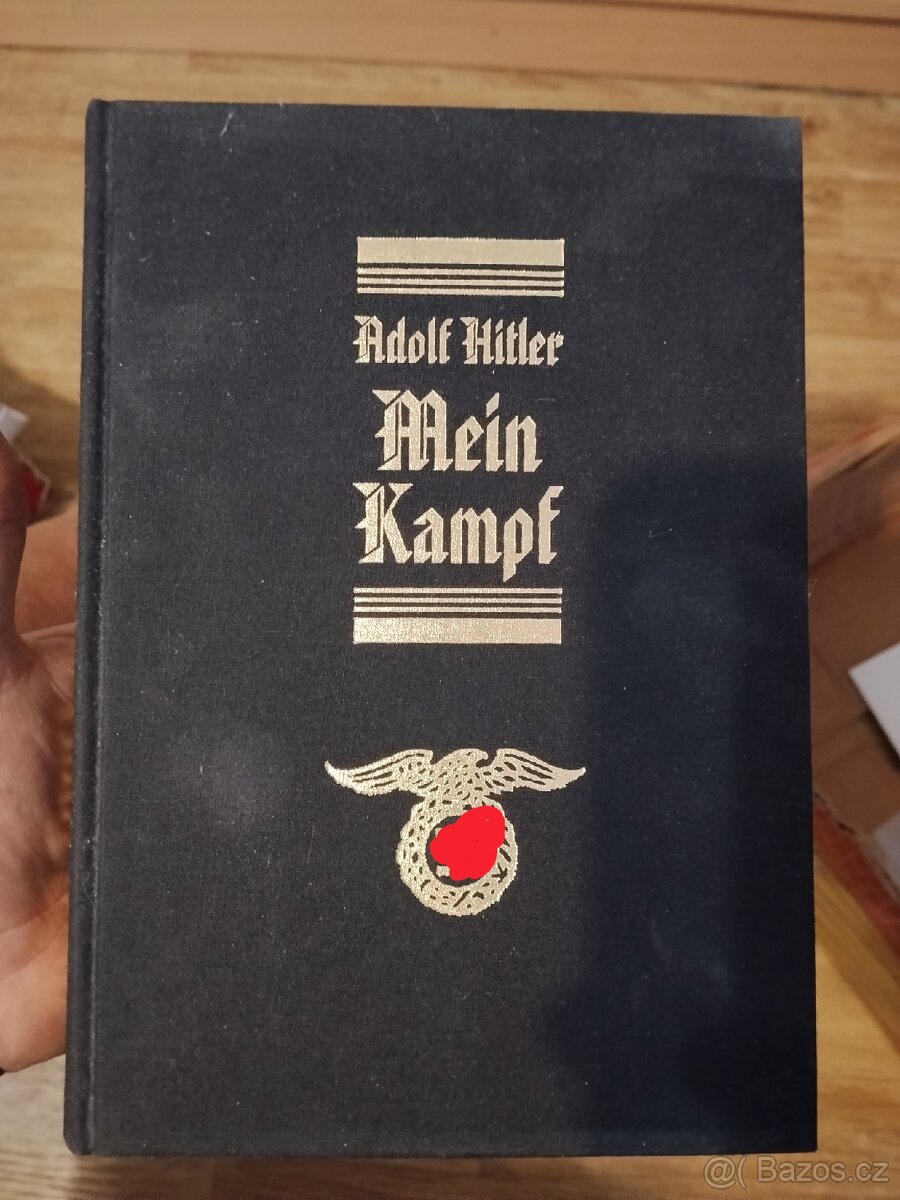 Adolf Hitler
Mein
Kampf
@( Bazos.cz